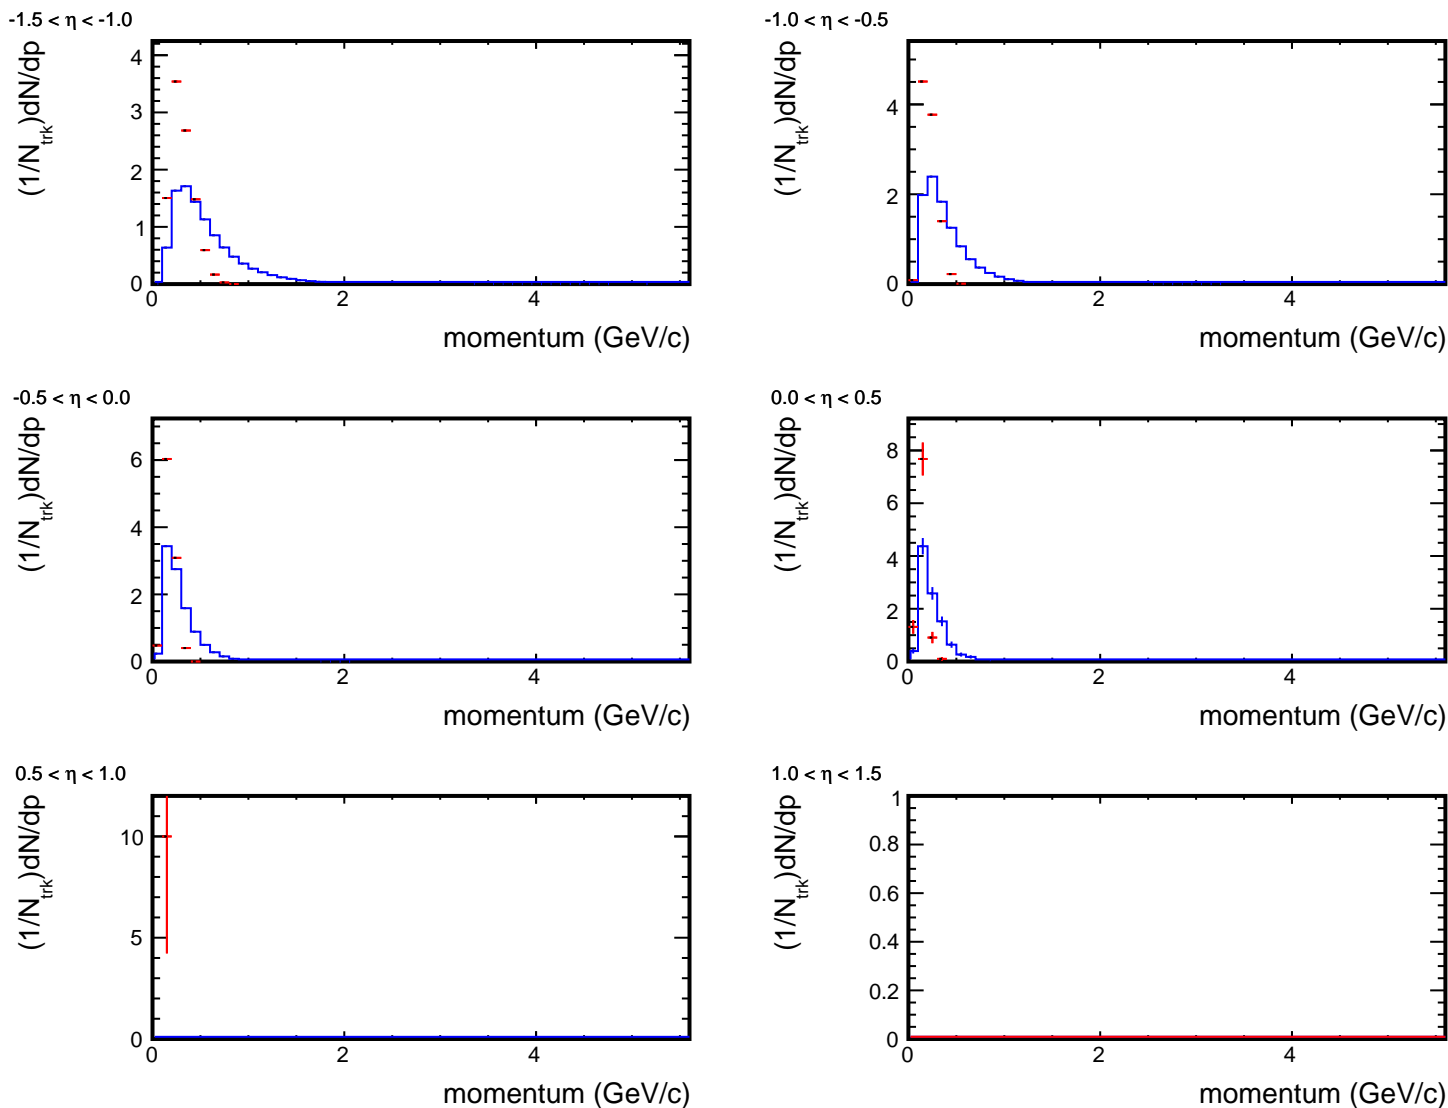 -1.5 < η < -1.0
(1/N_trk)dN/dp
4
3
2
1
0
0 2 4
momentum (GeV/c)
-1.0 < η < -0.5
(1/N_trk)dN/dp
4
2
0
0 2 4
momentum (GeV/c)
-0.5 < η < 0.0
(1/N_trk)dN/dp
6
4
2
0
0 2 4
momentum (GeV/c)
0.0 < η < 0.5
(1/N_trk)dN/dp
8
6
4
2
0
0 2 4
momentum (GeV/c)
0.5 < η < 1.0
(1/N_trk)dN/dp
10
5
0
0 2 4
momentum (GeV/c)
1.0 < η < 1.5
(1/N_trk)dN/dp
1
0.8
0.6
0.4
0.2
0
0 2 4
momentum (GeV/c)